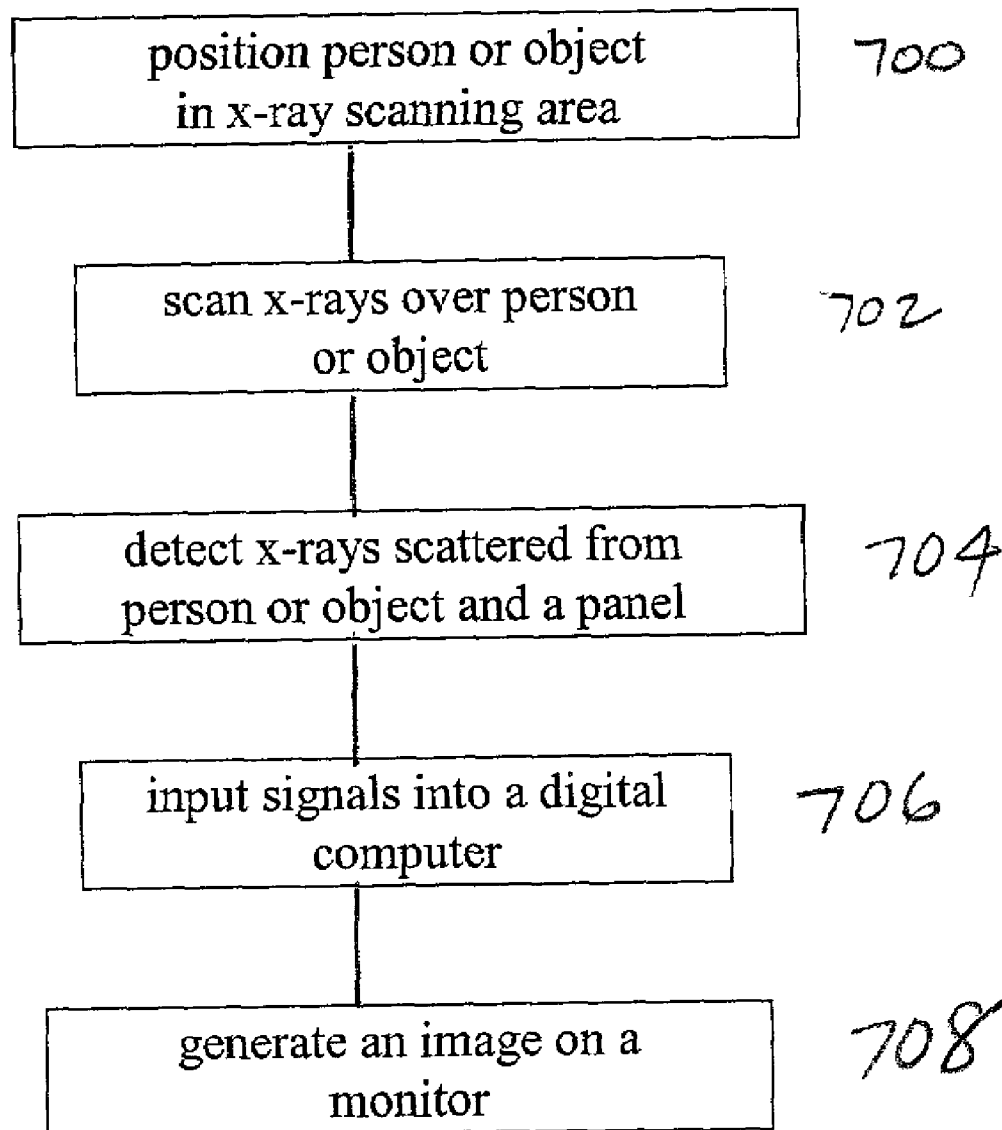 position person or object
in x-ray scanning area
700
scan x-rays over person
or object
702
detect x-rays scattered from
person or object and a panel
704
input signals into a digital
computer
706
generate an image on a
monitor
708